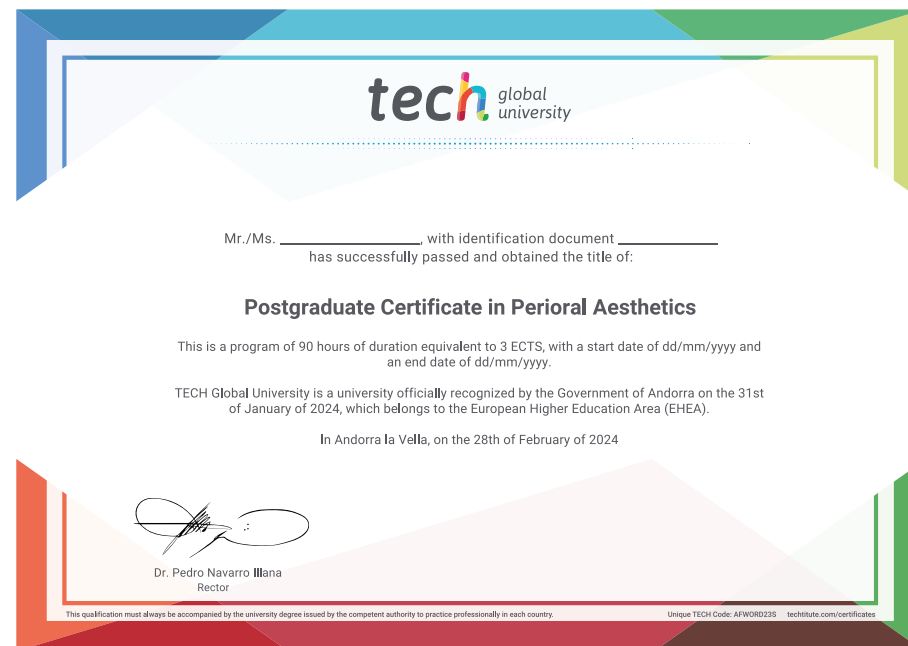 tech global university
Mr./Ms. ____________________, with identification document ______________
has successfully passed and obtained the title of:
Postgraduate Certificate in Perioral Aesthetics
This is a program of 90 hours of duration equivalent to 3 ECTS, with a start date of dd/mm/yyyy and
an end date of dd/mm/yyyy.
TECH Global University is a university officially recognized by the Government of Andorra on the 31st
of January of 2024, which belongs to the European Higher Education Area (EHEA).
In Andorra la Vella, on the 28th of February of 2024
Dr. Pedro Navarro Illana
Rector
This qualification must always be accompanied by the university degree issued by the competent authority to practice professionally in each country.
Unique TECH Code: AFWORD23S techtitute.com/certificates